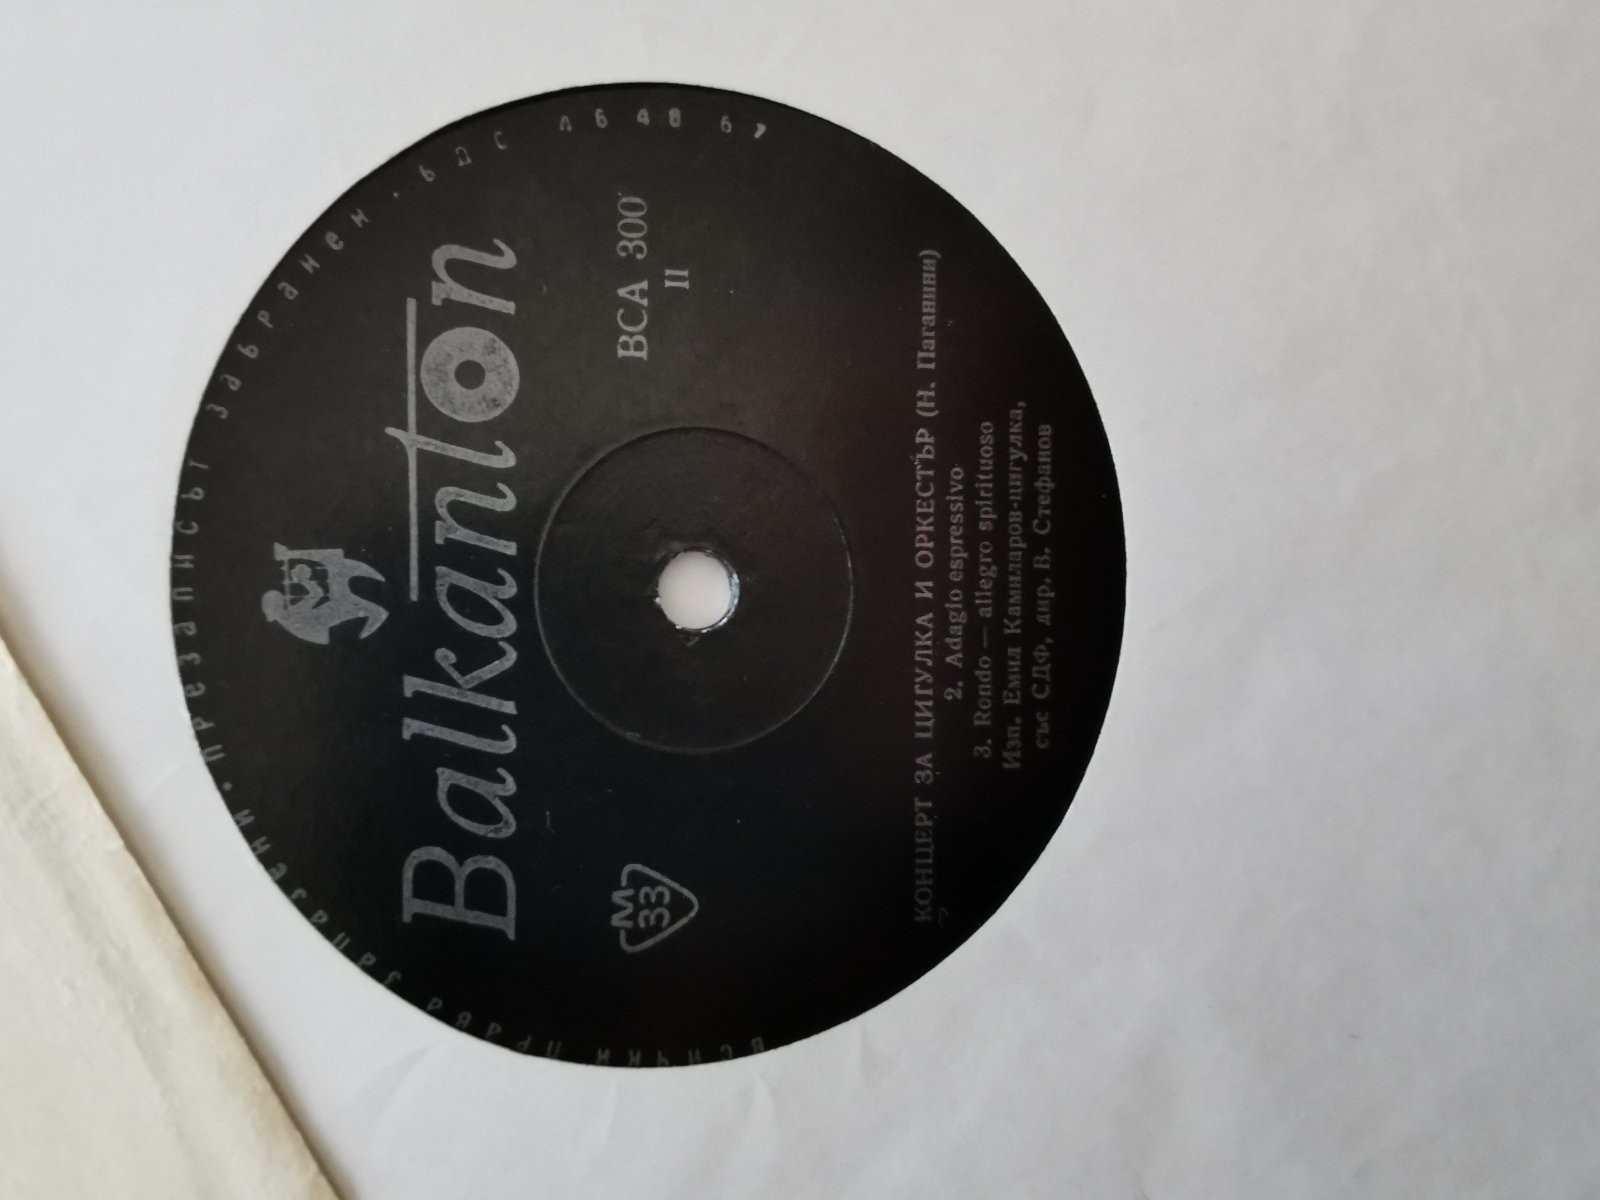 всички права запазени · презаписът забранен · бдс 
Balkanton
М
33
ВСА 300
II
КОНЦЕРТ ЗА ЦИГУЛКА И ОРКЕСТЪР (Н. Паганини)
2. Adagio espressivo
3. Rondo — allegro spirituoso
Изп. Емил Камиларов-цигулка,
със СДФ, дир. В. Стефанов